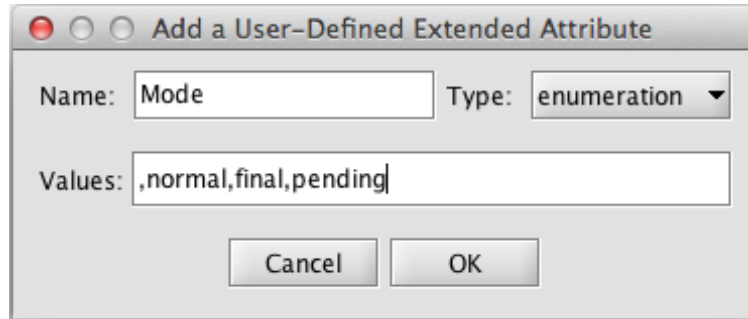 Add a User-Defined Extended Attribute
Name: Mode Type: enumeration
Values: ,normal,final,pending
Cancel OK